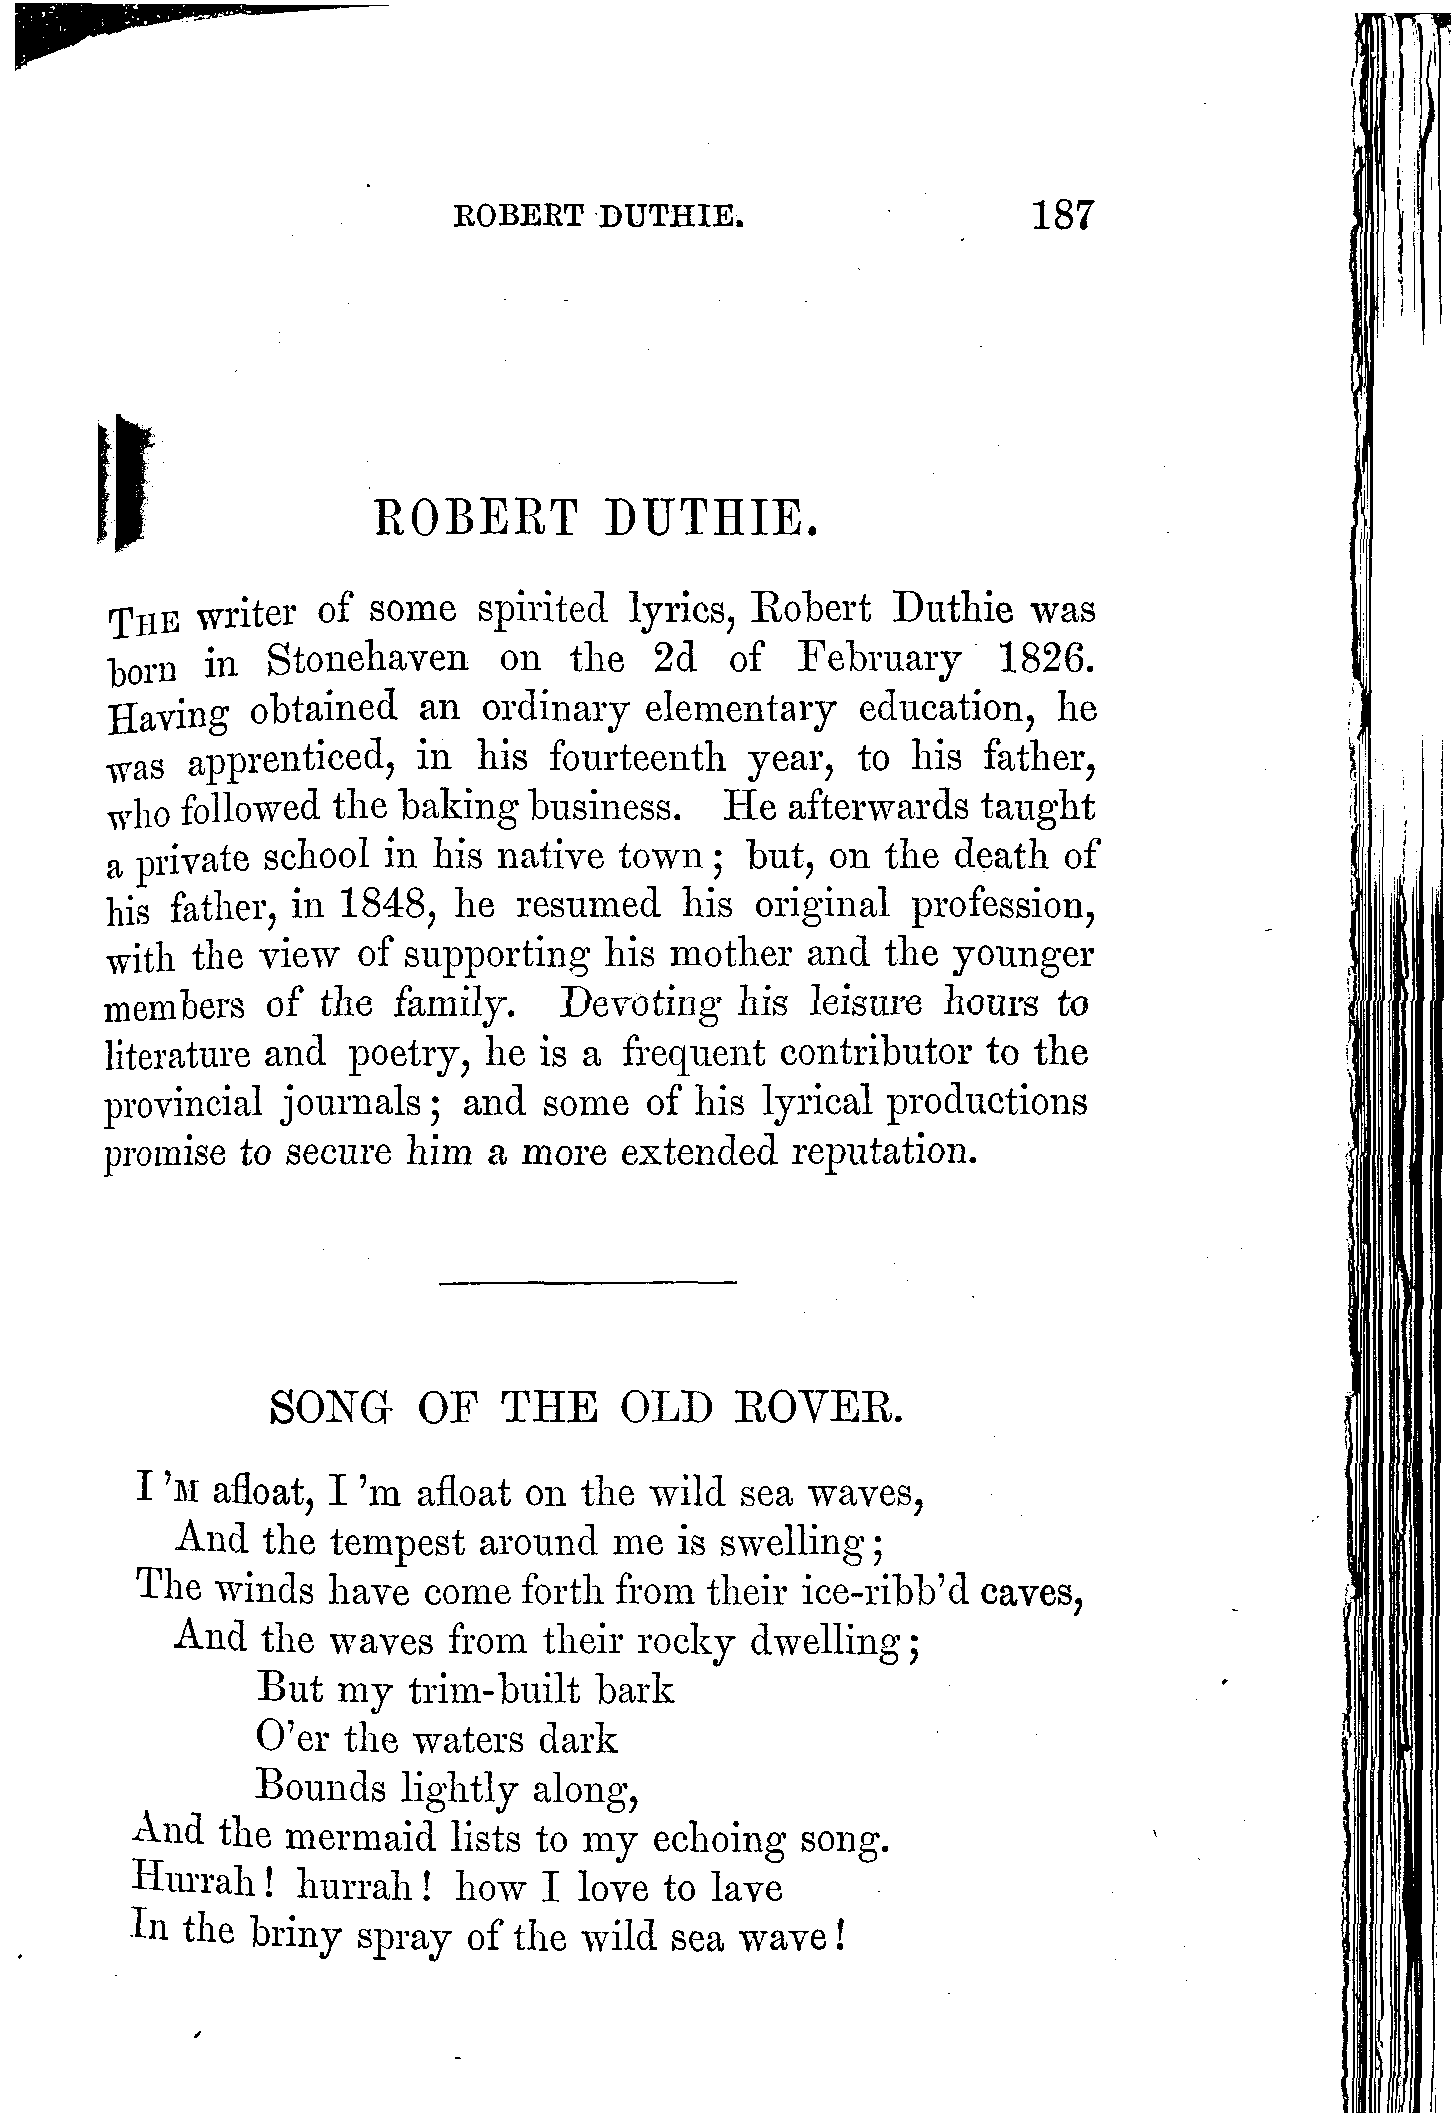 ROBERT DUTHIE. 187
ROBERT DUTHIE.
THE writer of some spirited lyrics, Robert Duthie was
born in Stonehaven on the 2d of February 1826.
Having obtained an ordinary elementary education, he
was apprenticed, in his fourteenth year, to his father,
who followed the baking business. He afterwards taught
a private school in his native town; but, on the death of
his father, in 1848, he resumed his original profession,
with the view of supporting his mother and the younger
members of the family. Devoting his leisure hours to
literature and poetry, he is a frequent contributor to the
provincial journals; and some of his lyrical productions
promise to secure him a more extended reputation.
SONG OF THE OLD ROVER.
I 'M afloat, I 'm afloat on the wild sea waves,
And the tempest around me is swelling;
The winds have come forth from their ice-ribb'd caves,
And the waves from their rocky dwelling;
But my trim-built bark
O'er the waters dark
Bounds lightly along,
And the mermaid lists to my echoing song.
Hurrah! hurrah! how I love to lave
In the briny spray of the wild sea wave!